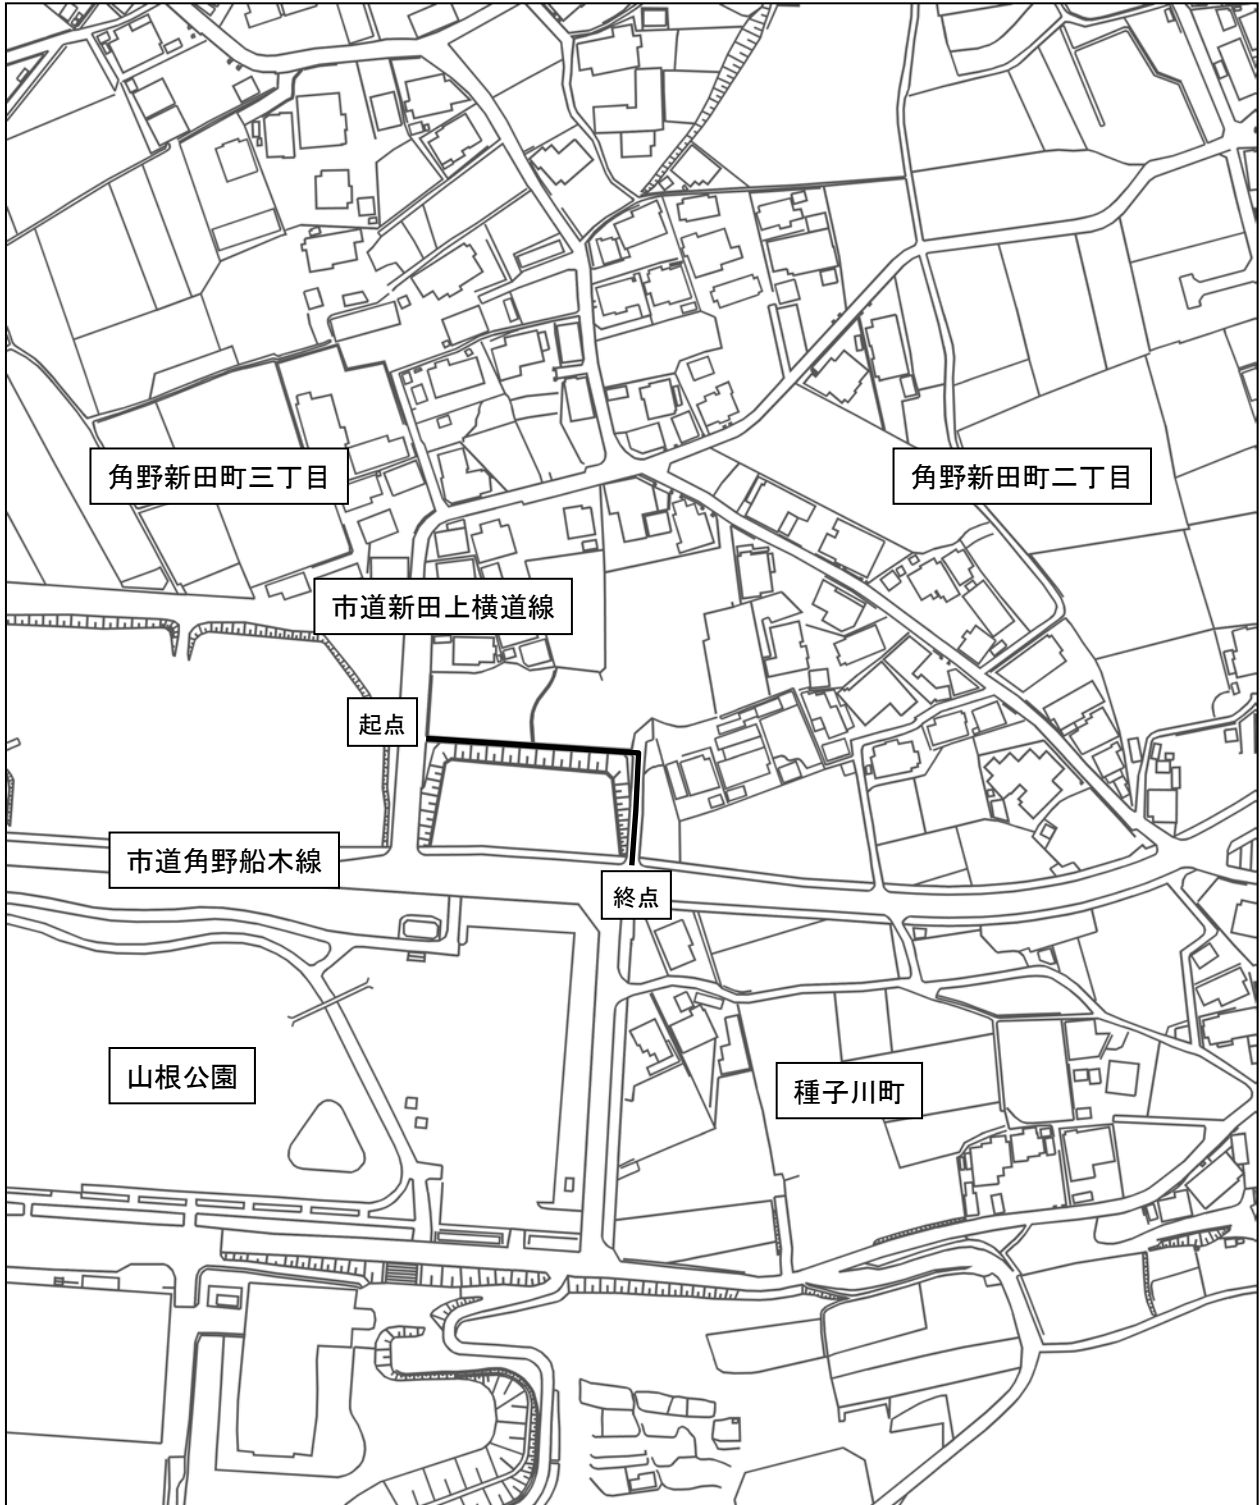 角野新田町三丁目
角野新田町二丁目
市道新田上横道線
起点
市道角野船木線
終点
山根公園
種子川町